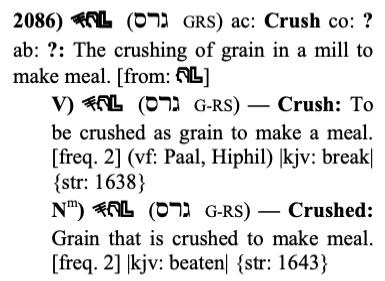 2086) (גרס GRS) ac: Crush co: ?
ab: ?: The crushing of grain in a mill to
make meal. [from: ]
V) (גרס G-RS) — Crush: To
be crushed as grain to make a meal.
[freq. 2] (vf: Paal, Hiphil) |kjv: break|
{str: 1638}
Nᵐ) (גרס G-RS) — Crushed:
Grain that is crushed to make meal.
[freq. 2] |kjv: beaten| {str: 1643}